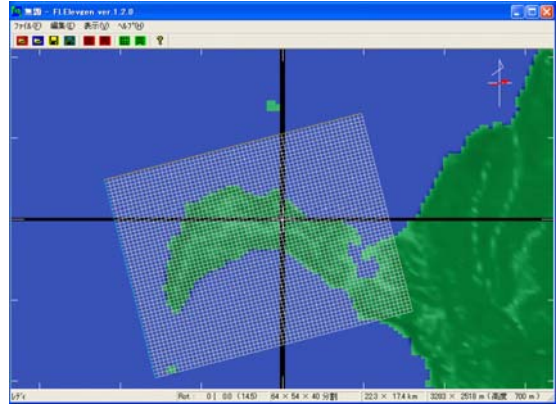 無題 - FLElevgen ver.1.2.0
ファイル(F) 編集(E) 表示(V) ヘルプ(H)
レディ Rot.: 0 [ 0.0 (14.5) 64 × 54 × 40 分割 22.3 × 17.4 km 3203 × 2518 m (高度 700 m)